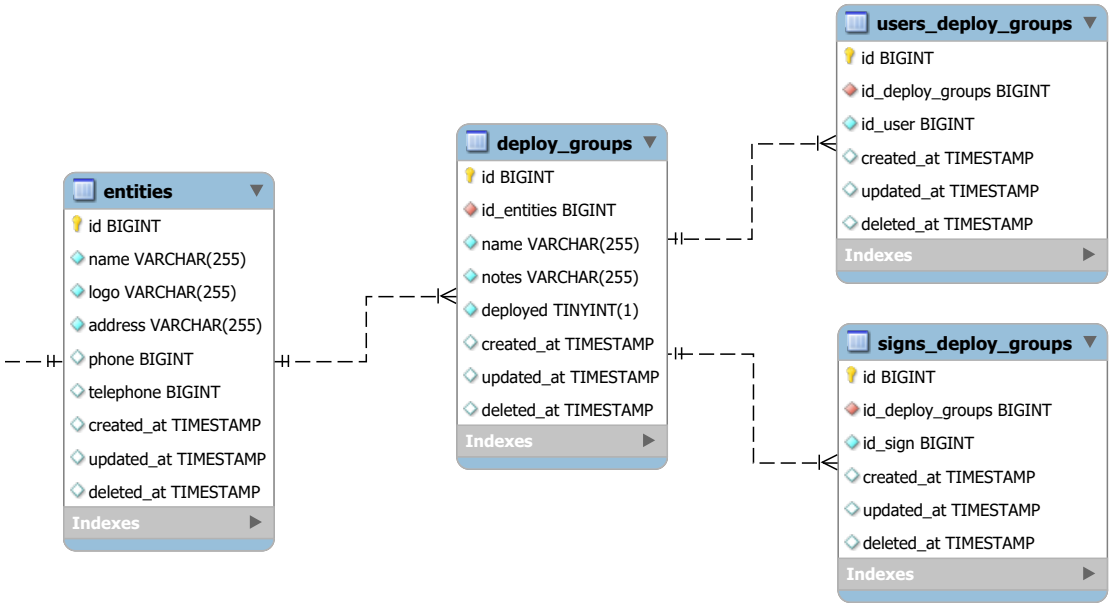 entities
id BIGINT
name VARCHAR(255)
logo VARCHAR(255)
address VARCHAR(255)
phone BIGINT
telephone BIGINT
created_at TIMESTAMP
updated_at TIMESTAMP
deleted_at TIMESTAMP
Indexes
deploy_groups
id BIGINT
id_entities BIGINT
name VARCHAR(255)
notes VARCHAR(255)
deployed TINYINT(1)
created_at TIMESTAMP
updated_at TIMESTAMP
deleted_at TIMESTAMP
Indexes
users_deploy_groups
id BIGINT
id_deploy_groups BIGINT
id_user BIGINT
created_at TIMESTAMP
updated_at TIMESTAMP
deleted_at TIMESTAMP
Indexes
signs_deploy_groups
id BIGINT
id_deploy_groups BIGINT
id_sign BIGINT
created_at TIMESTAMP
updated_at TIMESTAMP
deleted_at TIMESTAMP
Indexes